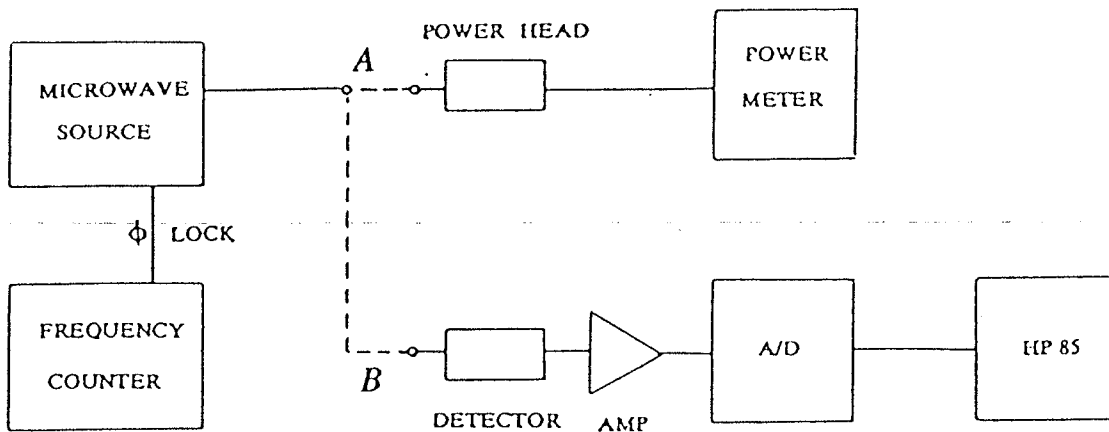 POWER HEAD
MICROWAVE
SOURCE
A
POWER
METER
ϕ LOCK
FREQUENCY
COUNTER
B
DETECTOR
AMP
A/D
HP 85